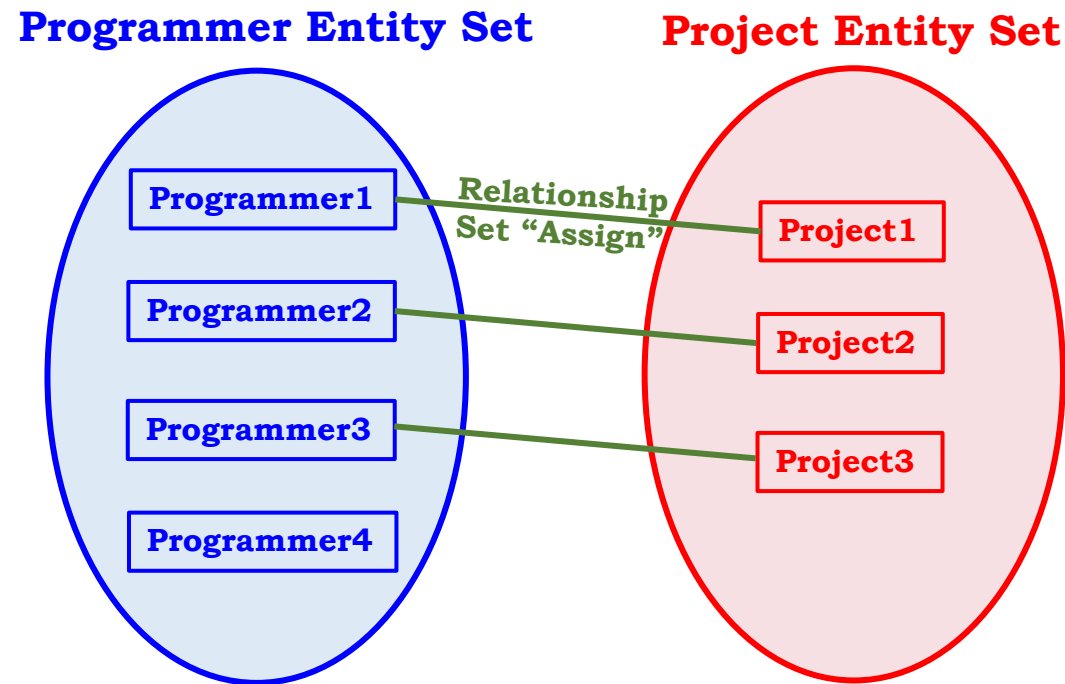 Programmer Entity Set
Project Entity Set
Programmer1
Relationship
Set “Assign”
Project1
Programmer2
Project2
Programmer3
Project3
Programmer4